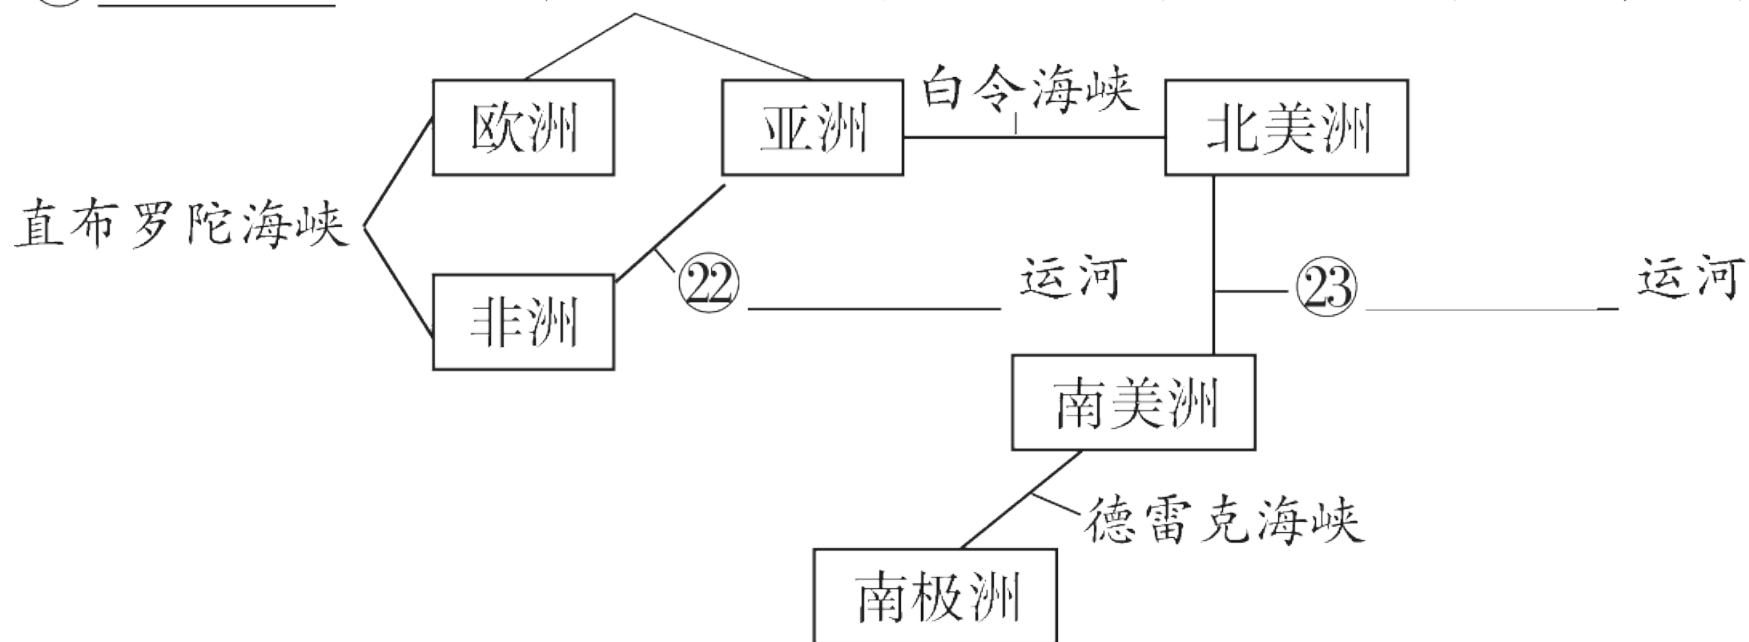 白令海峡
欧洲 亚洲 北美洲
直布罗陀海峡
㉒ 运河 ㉓ 运河
非洲
南美洲
德雷克海峡
南极洲